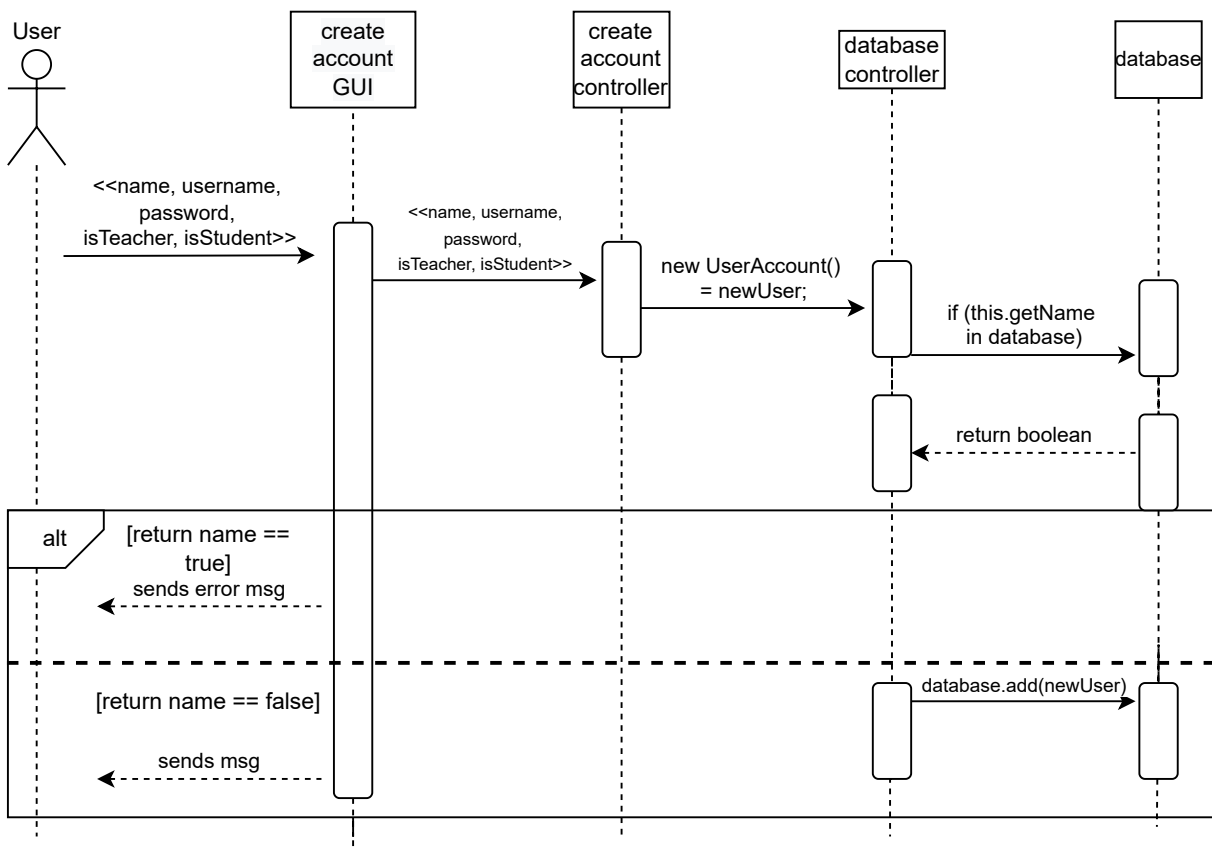 User
create
account
GUI
create
account
controller
database
controller
database
<<name, username,
password,
isTeacher, isStudent>>
<<name, username,
password,
isTeacher, isStudent>>
new UserAccount()
= newUser;
if (this.getName
in database)
return boolean
alt
[return name ==
true]
sends error msg
[return name == false]
database.add(newUser)
sends msg